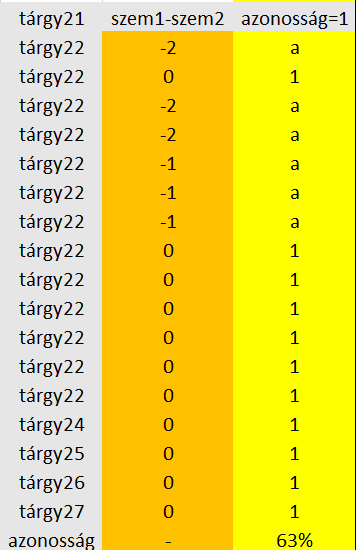 tárgy21 szem1-szem2 azonosság=1
tárgy22 -2 a
tárgy22 0 1
tárgy22 -2 a
tárgy22 -2 a
tárgy22 -1 a
tárgy22 -1 a
tárgy22 -1 a
tárgy22 0 1
tárgy22 0 1
tárgy22 0 1
tárgy22 0 1
tárgy22 0 1
tárgy22 0 1
tárgy24 0 1
tárgy25 0 1
tárgy26 0 1
tárgy27 0 1
azonosság - 63%